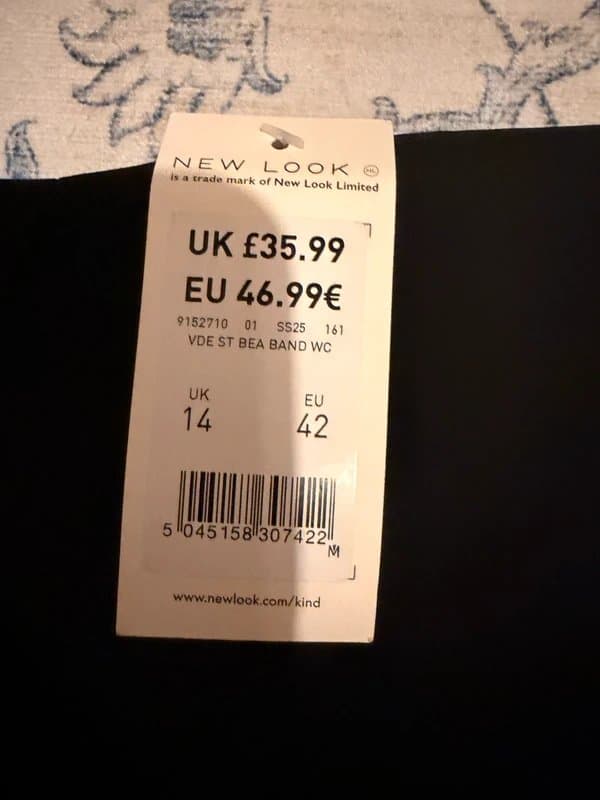 NEW LOOK NL
is a trade mark of New Look Limited
UK £35.99
EU 46.99€
9152710 01 SS25 161
VDE ST BEA BAND WC
UK EU
14 42
5 045158 307422
M
www.newlook.com/kind